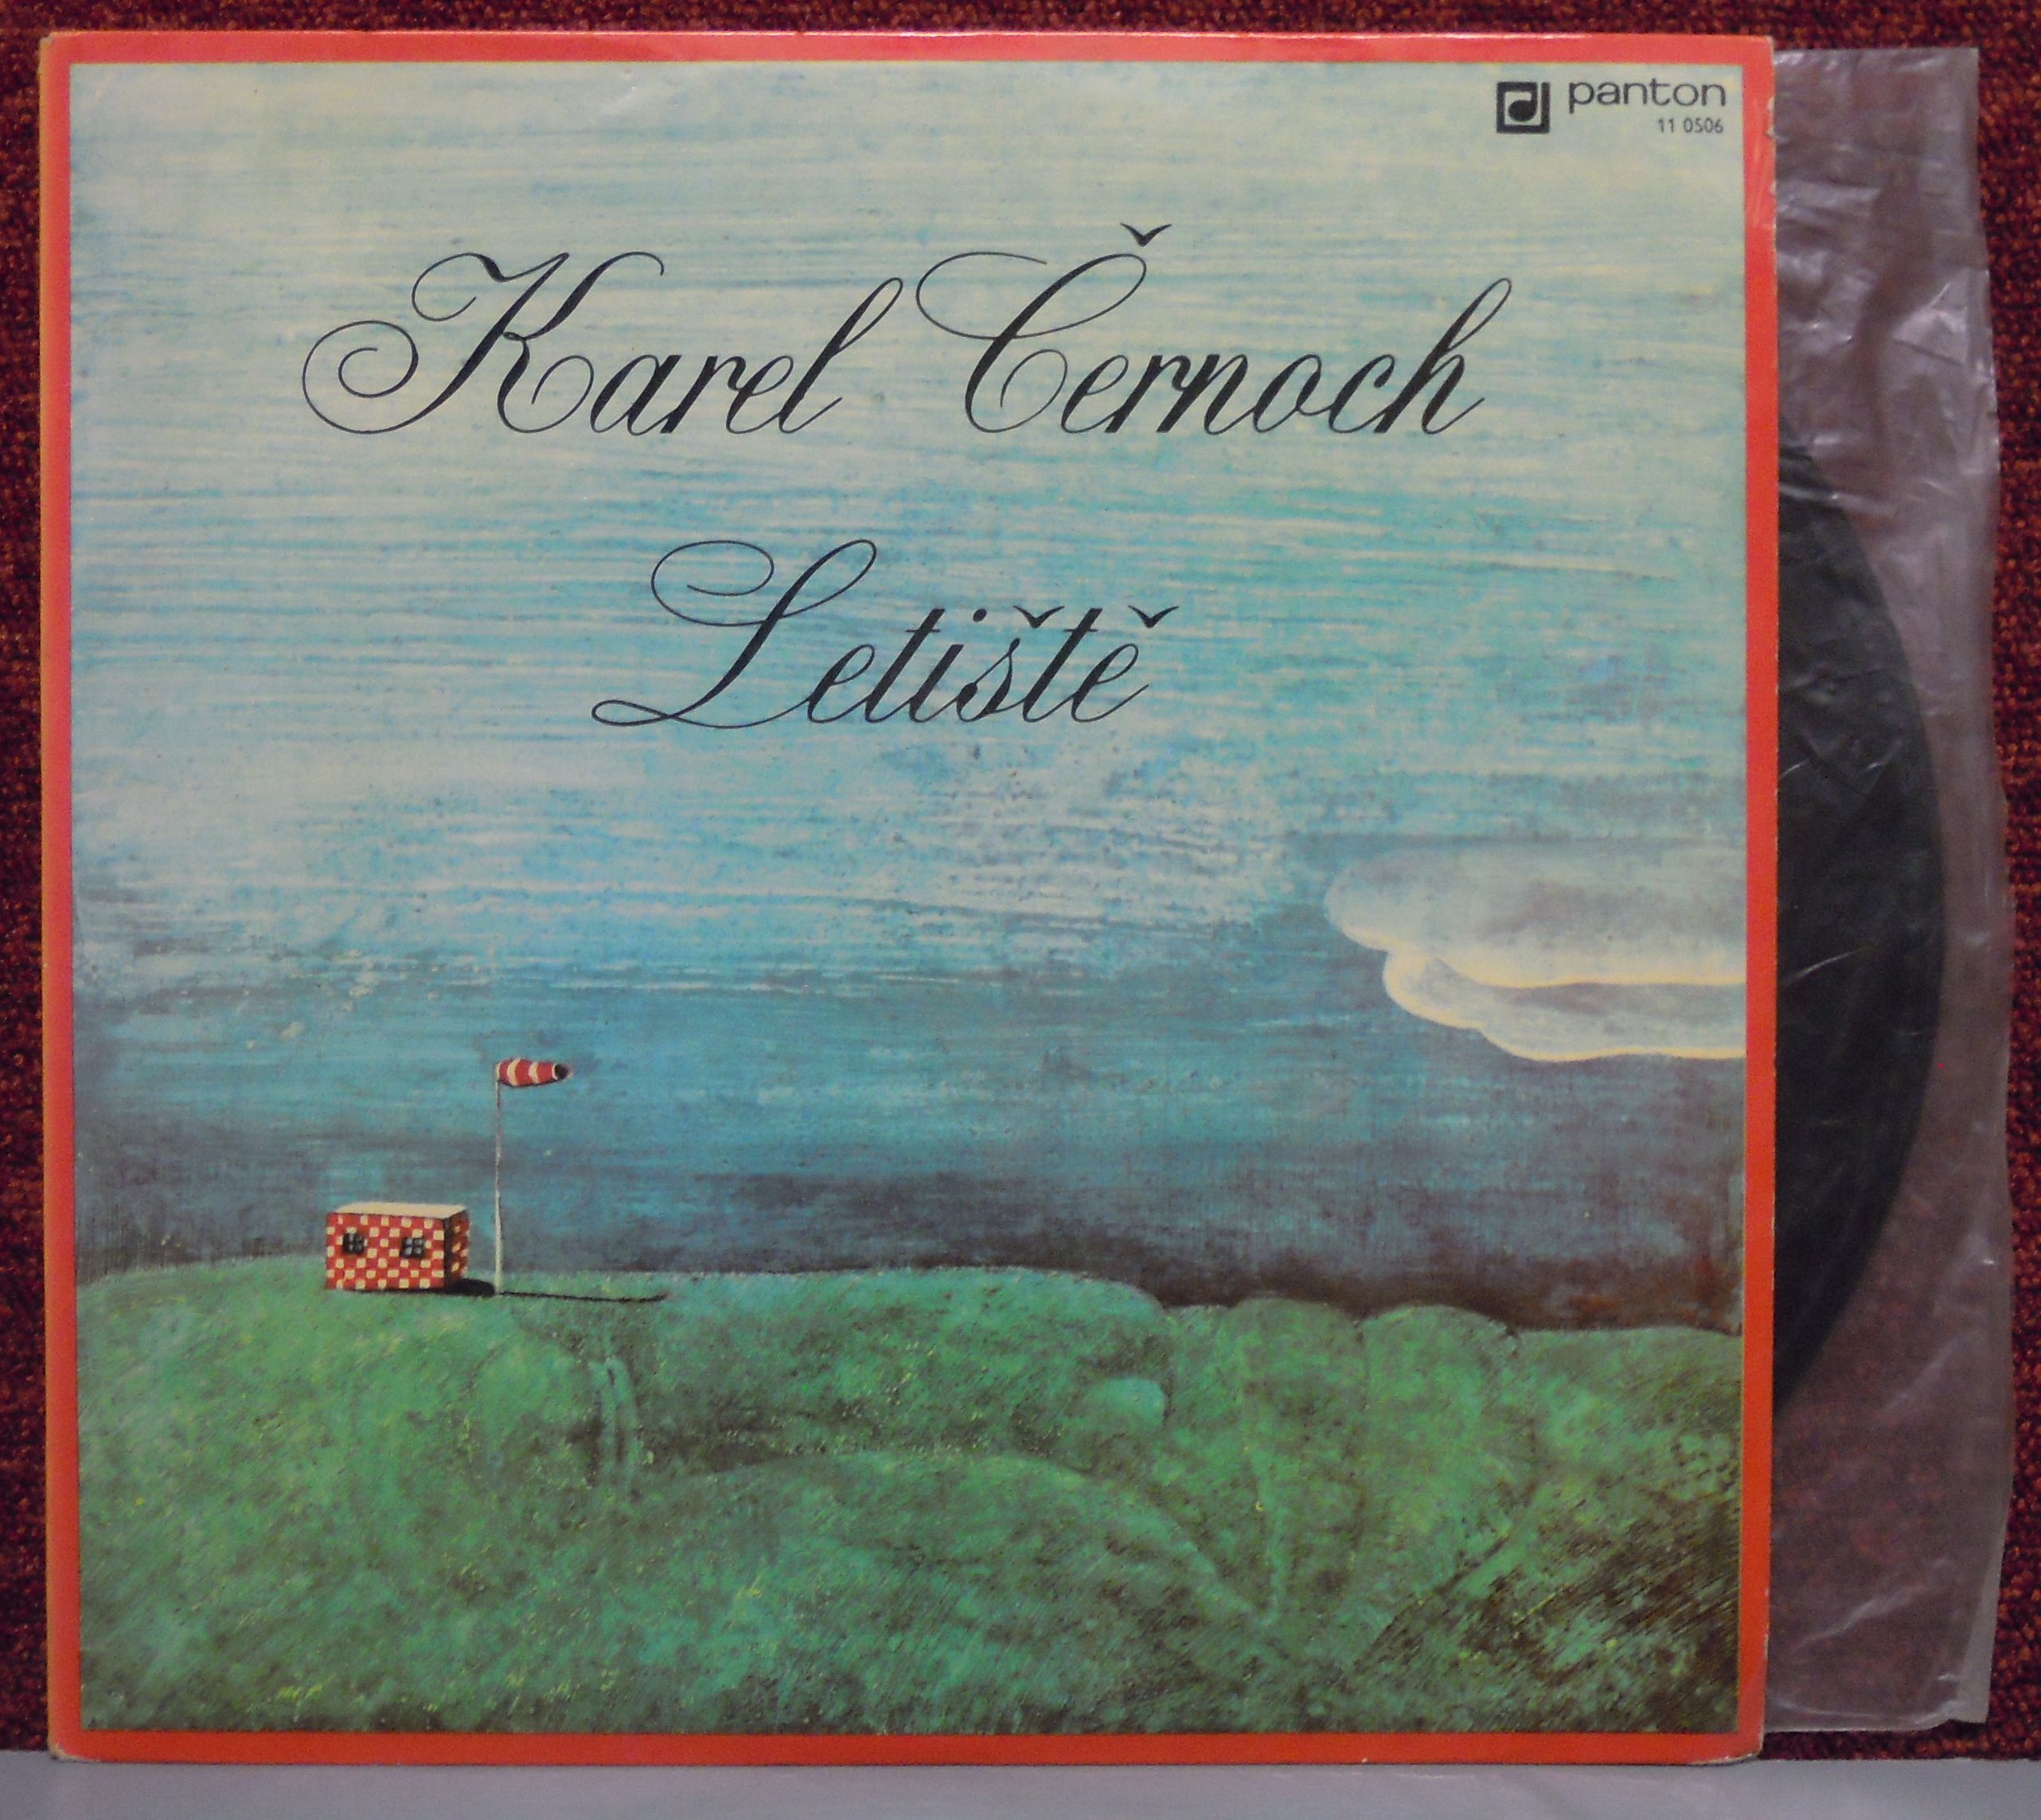 panton
11 0506
Karel Černoch
Letiště